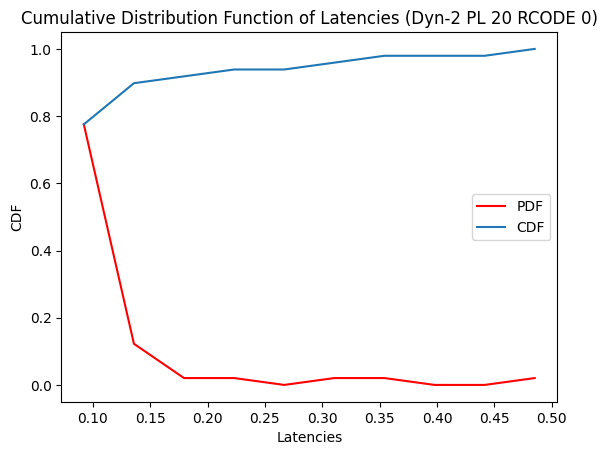 Cumulative Distribution Function of Latencies (Dyn-2 PL 20 RCODE 0)
1.0
0.8
0.6
0.4
0.2
0.0
CDF
PDF
CDF
0.10 0.15 0.20 0.25 0.30 0.35 0.40 0.45 0.50
Latencies